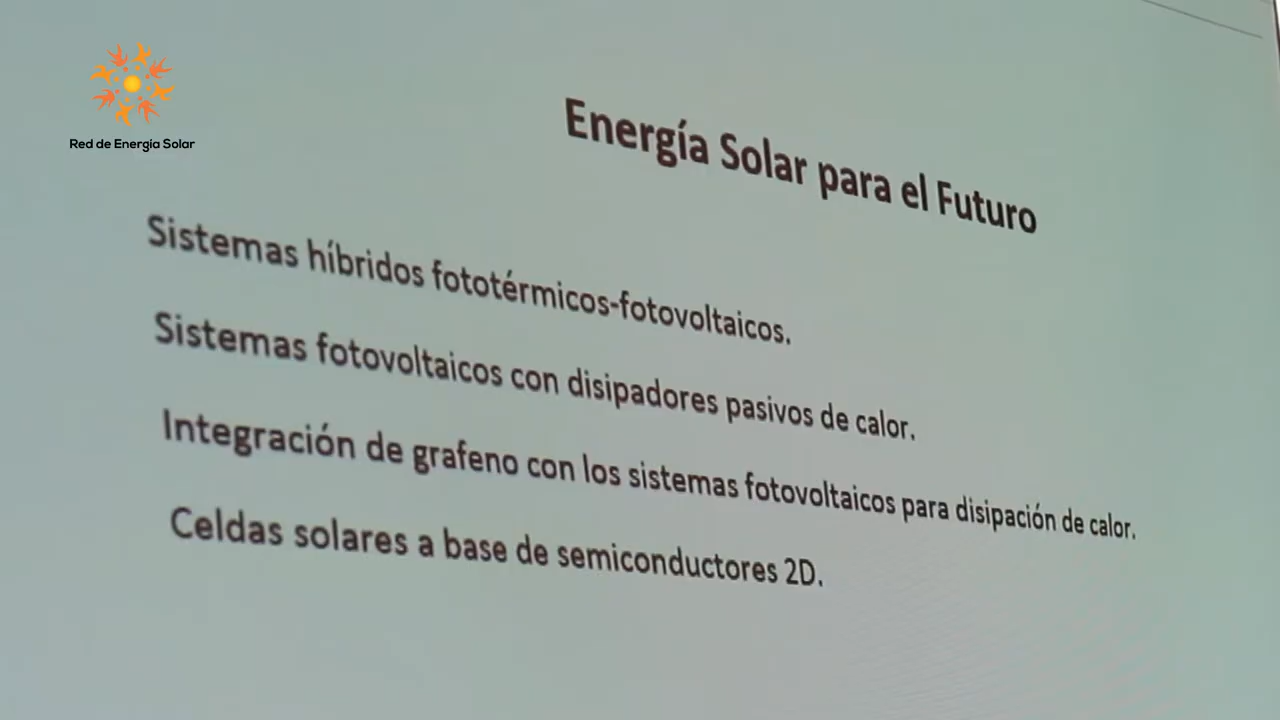 Red de Energía Solar
Energía Solar para el Futuro
Sistemas híbridos fototérmicos-fotovoltaicos.
Sistemas fotovoltaicos con disipadores pasivos de calor.
Integración de grafeno con los sistemas fotovoltaicos para disipación de calor.
Celdas solares a base de semiconductores 2D.